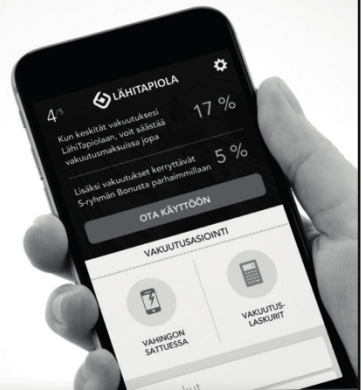 LÄHITAPIOLA
4/5
Kun keskität vakuutuksesi
LähiTapiolaan, voit säästää
vakuutusmaksuissa jopa
17 %
Lisäksi vakuutukset kerryttävät
S-ryhmän Bonusta parhaimmillaan
5 %
OTA KÄYTTÖÖN
VAKUUTUSASIOINTI
VAHINGON
SATTUESSA
VAKUUTUS-
LASKURIT